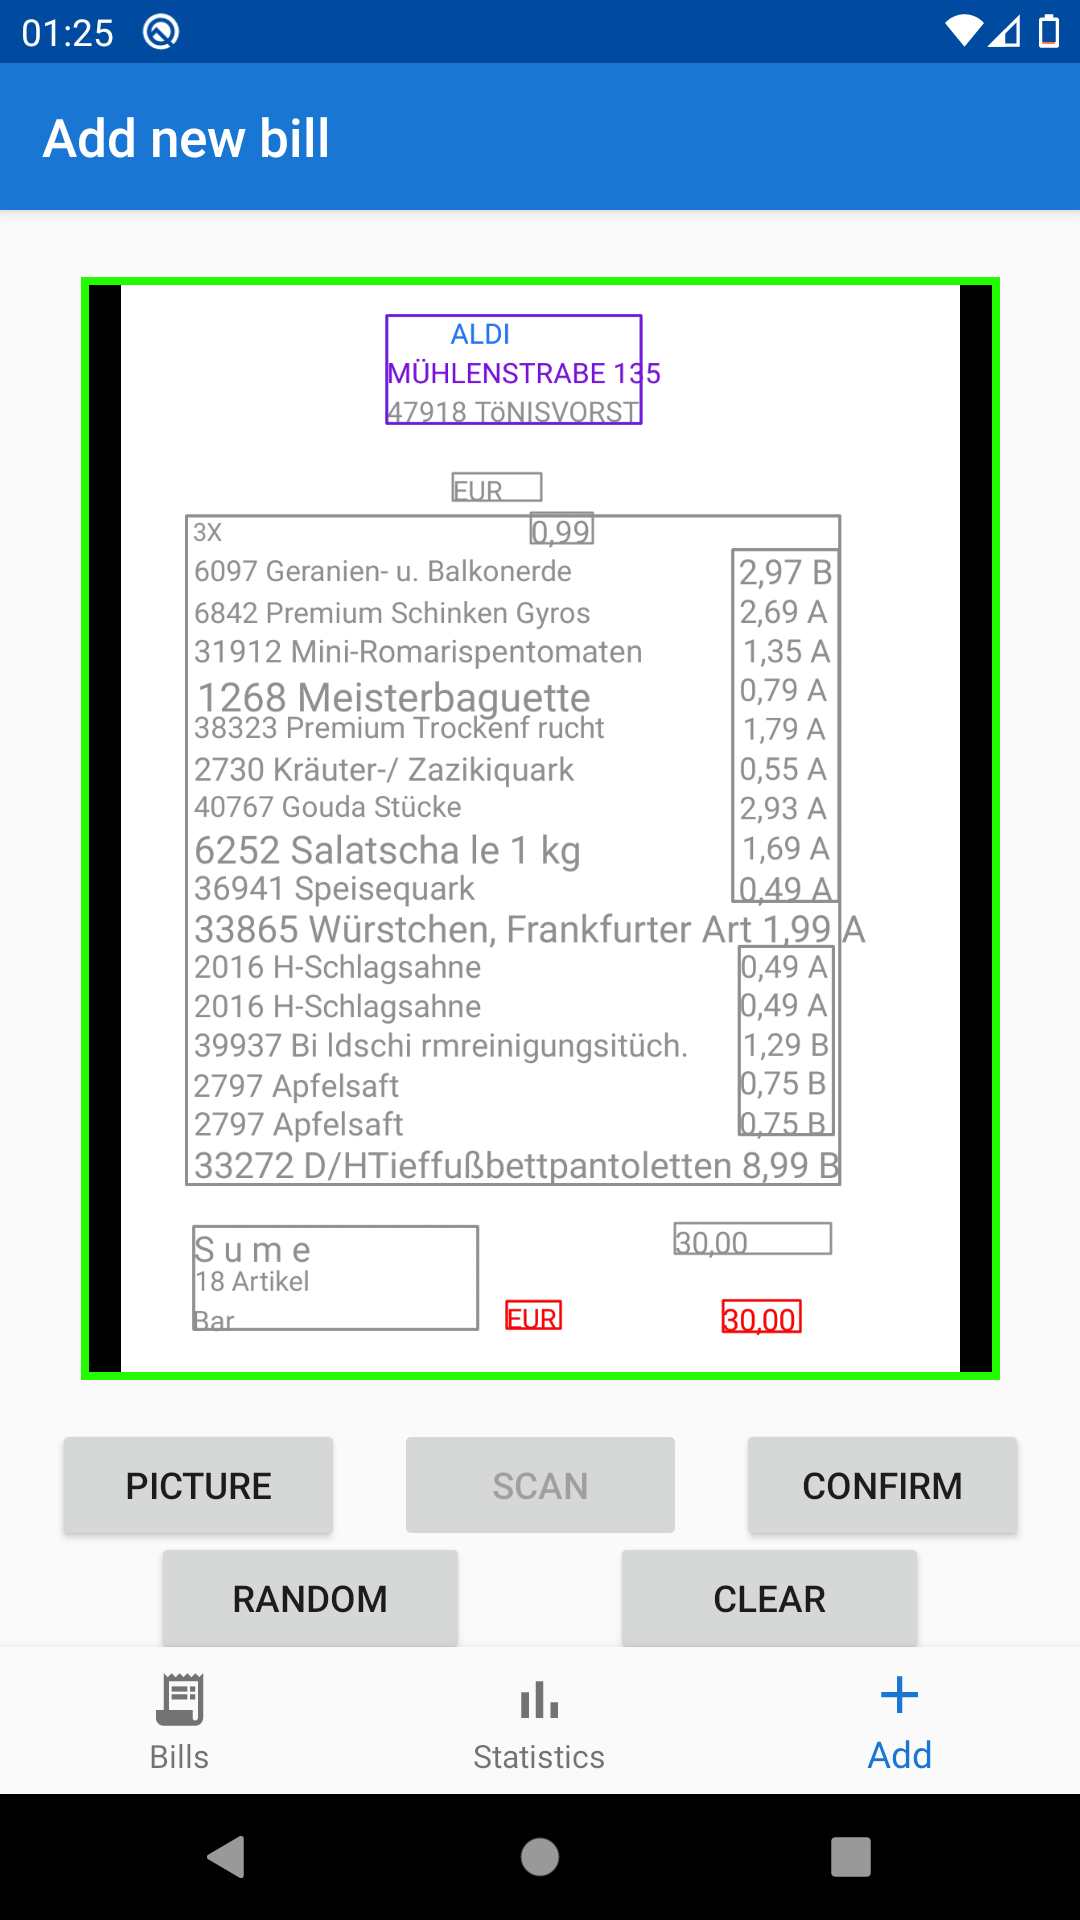 01:25
Add new bill
ALDI
MÜHLENSTRABE 135
47918 TöNISVORST
EUR
3X 0,99
6097 Geranien- u. Balkonerde 2,97 B
6842 Premium Schinken Gyros 2,69 A
31912 Mini-Romarispentomaten 1,35 A
1268 Meisterbaguette 0,79 A
38323 Premium Trockenf rucht 1,79 A
2730 Kräuter-/ Zazikiquark 0,55 A
40767 Gouda Stücke 2,93 A
6252 Salatscha le 1 kg 1,69 A
36941 Speisequark 0,49 A
33865 Würstchen, Frankfurter Art 1,99 A
2016 H-Schlagsahne 0,49 A
2016 H-Schlagsahne 0,49 A
39937 Bi ldschi rmreinigungsitüch. 1,29 B
2797 Apfelsaft 0,75 B
2797 Apfelsaft 0,75 B
33272 D/HTieffußbettpantoletten 8,99 B
S u m e 30,00
18 Artikel
Bar EUR 30,00
PICTURE SCAN CONFIRM
RANDOM CLEAR
Bills Statistics Add